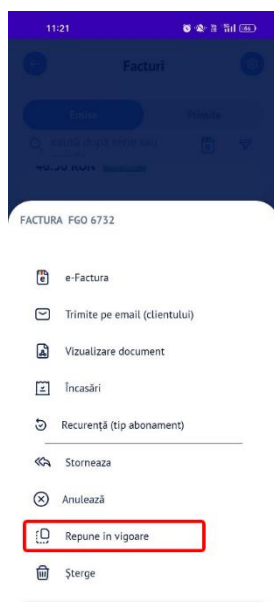 11:21
Facturi
Emise
Primite
FACTURA FGO 6732
e-Factura
Trimite pe email (clientului)
Vizualizare document
Încasări
Recurență (tip abonament)
Storneaza
Anulează
Repune in vigoare
Șterge